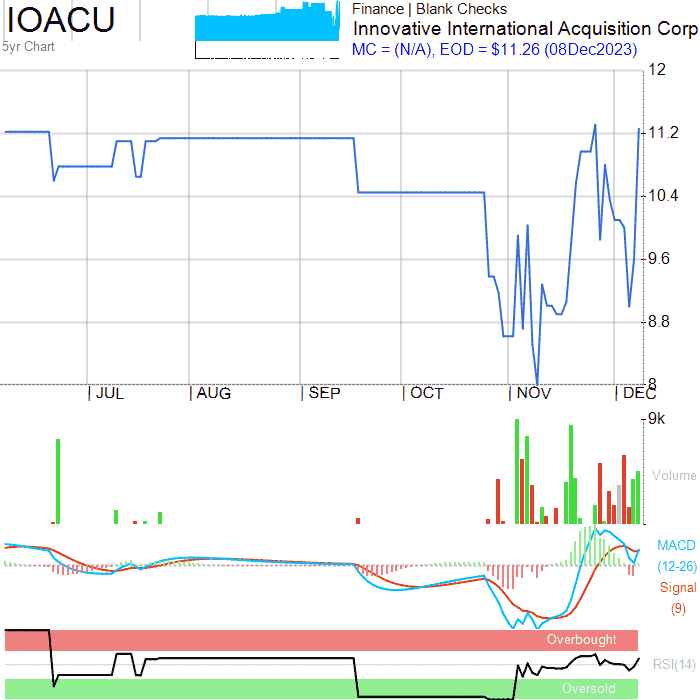 IOACU
5yr Chart
Finance | Blank Checks
Innovative International Acquisition Corp
MC = (N/A), EOD = $11.26 (08Dec2023)
12
11.2
10.4
9.6
8.8
8
JUL AUG SEP OCT NOV DEC
9k
Volume
MACD
(12-26)
Signal
(9)
Overbought
RSI(14)
Oversold